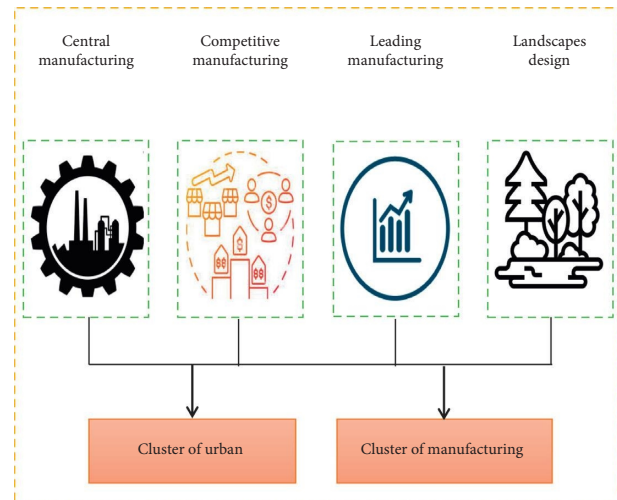 Central
manufacturing
Competitive
manufacturing
Leading
manufacturing
Landscapes
design
$
$
$$
$$
Cluster of urban
Cluster of manufacturing